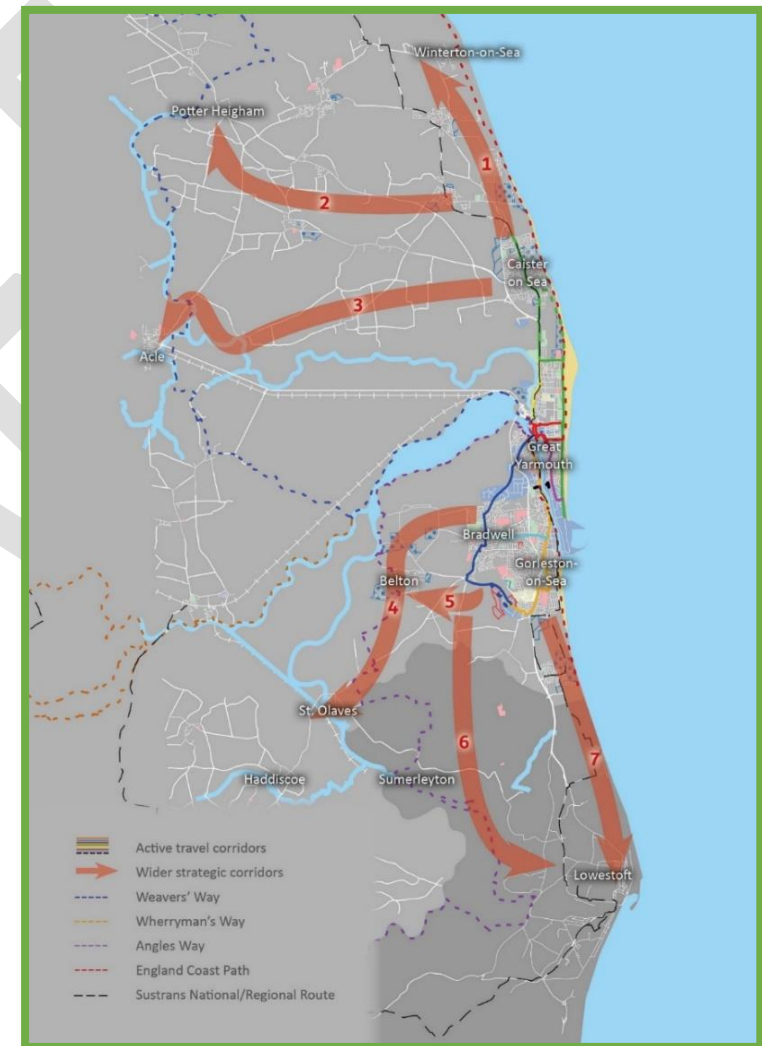 Winterton-on-Sea
Potter Heigham
1
2
Caister
on Sea
3
Acle
Great
Yarmouth
Bradwell
Gorleston-
on-Sea
Belton
4
5
St. Olaves
6
7
Haddiscoe
Sumerleyton
Lowestoft
Active travel corridors
Wider strategic corridors
Weavers' Way
Wherryman's Way
Angles Way
England Coast Path
Sustrans National/Regional Route